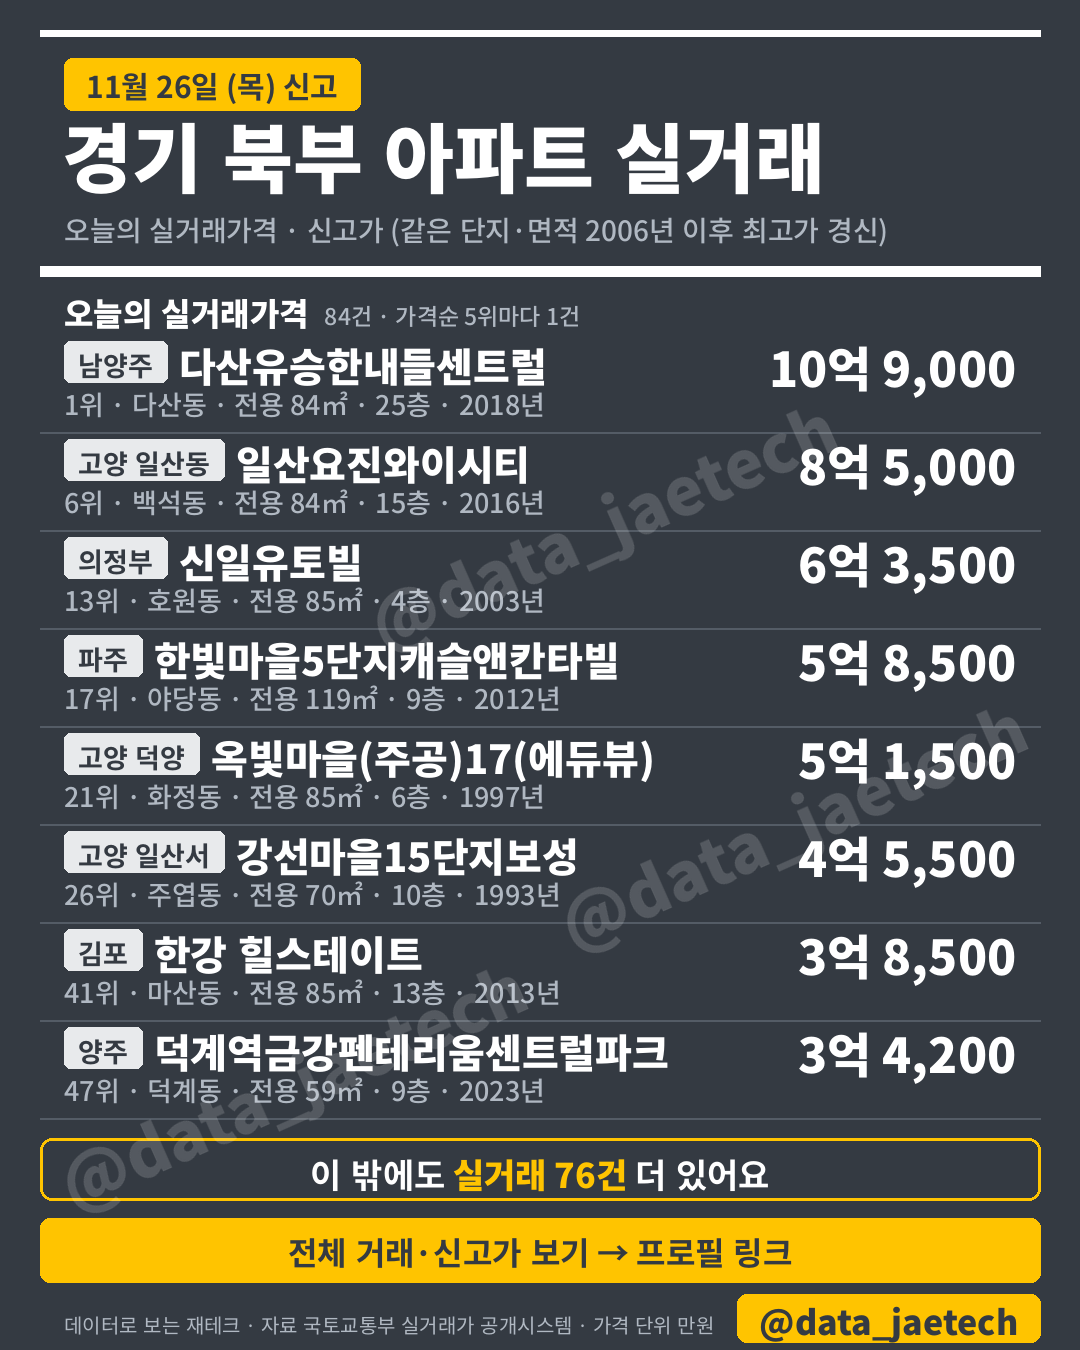 11월 26일 (목) 신고
경기 북부 아파트 실거래
오늘의 실거래가격 · 신고가 (같은 단지·면적 2006년 이후 최고가 경신)
오늘의 실거래가격 84건 · 가격순 5위마다 1건
남양주 다산유승한내들센트럴 10억 9,000
1위 · 다산동 · 전용 84㎡ · 25층 · 2018년
고양 일산동 일산요진와이시티 8억 5,000
6위 · 백석동 · 전용 84㎡ · 15층 · 2016년
의정부 신일유토빌 6억 3,500
13위 · 호원동 · 전용 85㎡ · 4층 · 2003년
파주 한빛마을5단지캐슬앤칸타빌 5억 8,500
17위 · 야당동 · 전용 119㎡ · 9층 · 2012년
고양 덕양 옥빛마을(주공)17(에듀뷰) 5억 1,500
21위 · 화정동 · 전용 85㎡ · 6층 · 1997년
고양 일산서 강선마을15단지보성 4억 5,500
26위 · 주엽동 · 전용 70㎡ · 10층 · 1993년
김포 한강 힐스테이트 3억 8,500
41위 · 마산동 · 전용 85㎡ · 13층 · 2013년
양주 덕계역금강펜테리움센트럴파크 3억 4,200
47위 · 덕계동 · 전용 59㎡ · 9층 · 2023년
@data_jaetech
@data_jaetech
@data_jaetech
이 밖에도 실거래 76건 더 있어요
전체 거래·신고가 보기 → 프로필 링크
데이터로 보는 재테크 · 자료 국토교통부 실거래가 공개시스템 · 가격 단위 만원
@data_jaetech